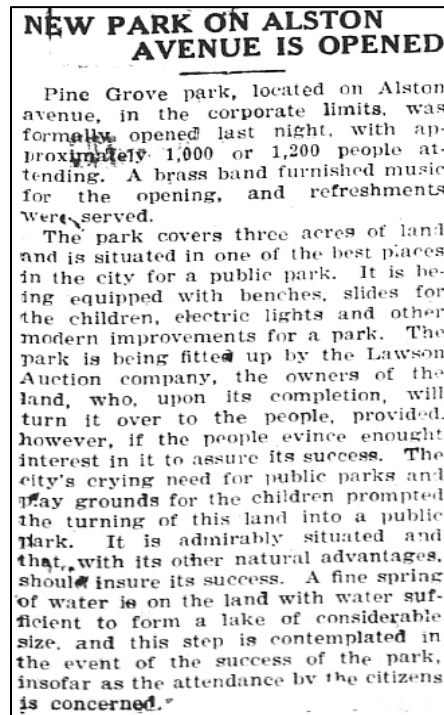 NEW PARK ON ALSTON
AVENUE IS OPENED
Pine Grove park, located on Alston
avenue, in the corporate limits, was
formally opened last night, with ap-
proximately 1,000 or 1,200 people at-
tending. A brass band furnished music
for the opening, and refreshments
were served.
The park covers three acres of land
and is situated in one of the best places
in the city for a public park. It is be-
ing equipped with benches, slides for
the children, electric lights and other
modern improvements for a park. The
park is being fitted up by the Lawson
Auction company, the owners of the
land, who, upon its completion, will
turn it over to the people, provided,
however, if the people evince enought
interest in it to assure its success. The
city's crying need for public parks and
play grounds for the children prompted
the turning of this land into a public
park. It is admirably situated and
that, with its other natural advantages,
should insure its success. A fine spring
of water is on the land with water suf-
ficient to form a lake of considerable
size, and this step is contemplated in
the event of the success of the park,
insofar as the attendance by the citizens
is concerned."